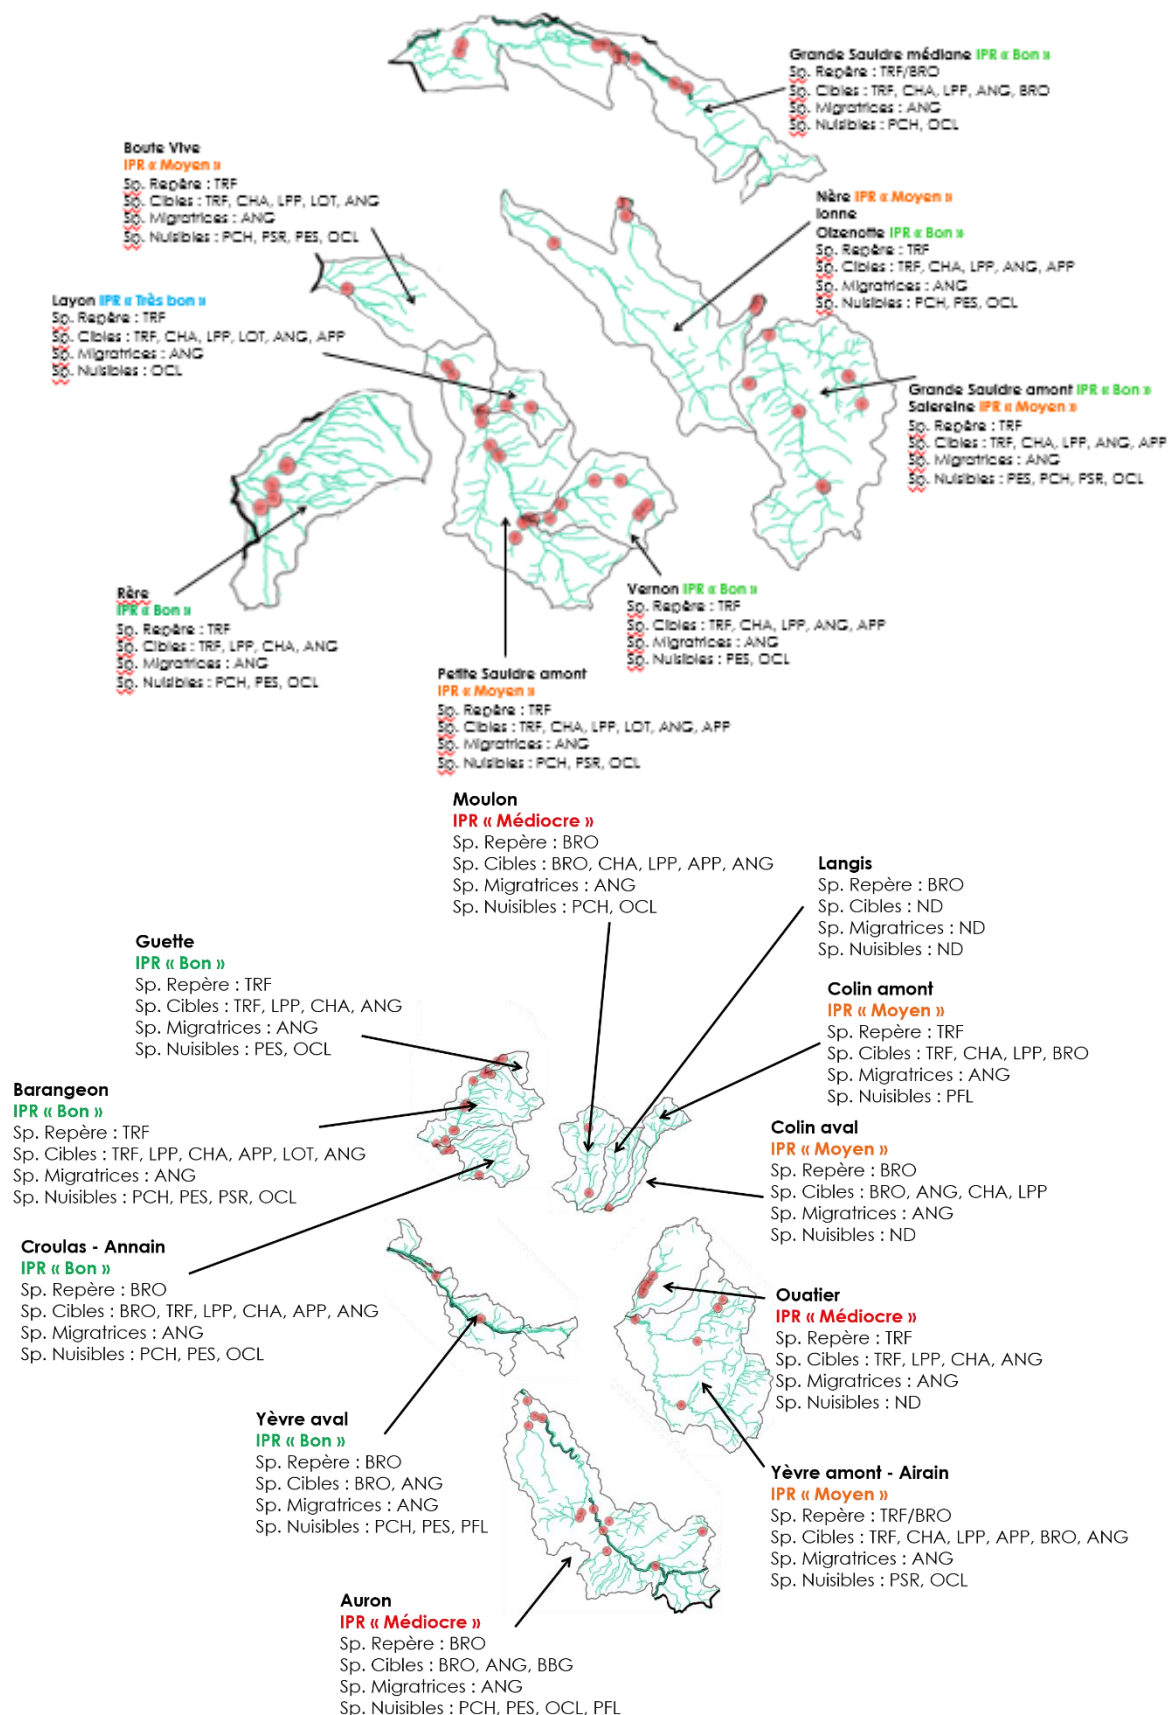 Grande Sauldre médiane IPR « Bon »
Sp. Repère : TRF/BRO
Sp. Cibles : TRF, CHA, LPP, ANG, BRO
Sp. Migratrices : ANG
Sp. Nuisibles : PCH, OCL
Boute Vive
IPR « Moyen »
Sp. Repère : TRF
Sp. Cibles : TRF, CHA, LPP, LOT, ANG
Sp. Migratrices : ANG
Sp. Nuisibles : PCH, PSR, PES, OCL
Nère IPR « Moyen »
Ionne
Oizenotte IPR « Bon »
Sp. Repère : TRF
Sp. Cibles : TRF, CHA, LPP, ANG, APP
Sp. Migratrices : ANG
Sp. Nuisibles : PCH, PES, OCL
Layon IPR « Très bon »
Sp. Repère : TRF
Sp. Cibles : TRF, CHA, LPP, LOT, ANG, APP
Sp. Migratrices : ANG
Sp. Nuisibles : OCL
Grande Sauldre amont IPR « Bon »
Salereine IPR « Moyen »
Sp. Repère : TRF
Sp. Cibles : TRF, CHA, LPP, ANG, APP
Sp. Migratrices : ANG
Sp. Nuisibles : PES, PCH, PSR, OCL
Rère
IPR « Bon »
Sp. Repère : TRF
Sp. Cibles : TRF, LPP, CHA, ANG
Sp. Migratrices : ANG
Sp. Nuisibles : PCH, PES, OCL
Vernon IPR « Bon »
Sp. Repère : TRF
Sp. Cibles : TRF, CHA, LPP, ANG, APP
Sp. Migratrices : ANG
Sp. Nuisibles : PES, OCL
Petite Sauldre amont
IPR « Moyen »
Sp. Repère : TRF
Sp. Cibles : TRF, CHA, LPP, LOT, ANG, APP
Sp. Migratrices : ANG
Sp. Nuisibles : PCH, PSR, OCL
Moulon
IPR « Médiocre »
Sp. Repère : BRO
Sp. Cibles : BRO, CHA, LPP, APP, ANG
Sp. Migratrices : ANG
Sp. Nuisibles : PCH, OCL
Langis
Sp. Repère : BRO
Sp. Cibles : ND
Sp. Migratrices : ND
Sp. Nuisibles : ND
Guette
IPR « Bon »
Sp. Repère : TRF
Sp. Cibles : TRF, LPP, CHA, ANG
Sp. Migratrices : ANG
Sp. Nuisibles : PES, OCL
Colin amont
IPR « Moyen »
Sp. Repère : TRF
Sp. Cibles : TRF, CHA, LPP, BRO
Sp. Migratrices : ANG
Sp. Nuisibles : PFL
Barangeon
IPR « Bon »
Sp. Repère : TRF
Sp. Cibles : TRF, LPP, CHA, APP, LOT, ANG
Sp. Migratrices : ANG
Sp. Nuisibles : PCH, PES, PSR, OCL
Colin aval
IPR « Moyen »
Sp. Repère : BRO
Sp. Cibles : BRO, ANG, CHA, LPP
Sp. Migratrices : ANG
Sp. Nuisibles : ND
Croulas - Annain
IPR « Bon »
Sp. Repère : BRO
Sp. Cibles : BRO, TRF, LPP, CHA, APP, ANG
Sp. Migratrices : ANG
Sp. Nuisibles : PCH, PES, OCL
Ouatier
IPR « Médiocre »
Sp. Repère : TRF
Sp. Cibles : TRF, LPP, CHA, ANG
Sp. Migratrices : ANG
Sp. Nuisibles : ND
Yèvre aval
IPR « Bon »
Sp. Repère : BRO
Sp. Cibles : BRO, ANG
Sp. Migratrices : ANG
Sp. Nuisibles : PCH, PES, PFL
Yèvre amont - Airain
IPR « Moyen »
Sp. Repère : TRF/BRO
Sp. Cibles : TRF, CHA, LPP, APP, BRO, ANG
Sp. Migratrices : ANG
Sp. Nuisibles : PSR, OCL
Auron
IPR « Médiocre »
Sp. Repère : BRO
Sp. Cibles : BRO, ANG, BBG
Sp. Migratrices : ANG
Sp. Nuisibles : PCH, PES, OCL, PFL